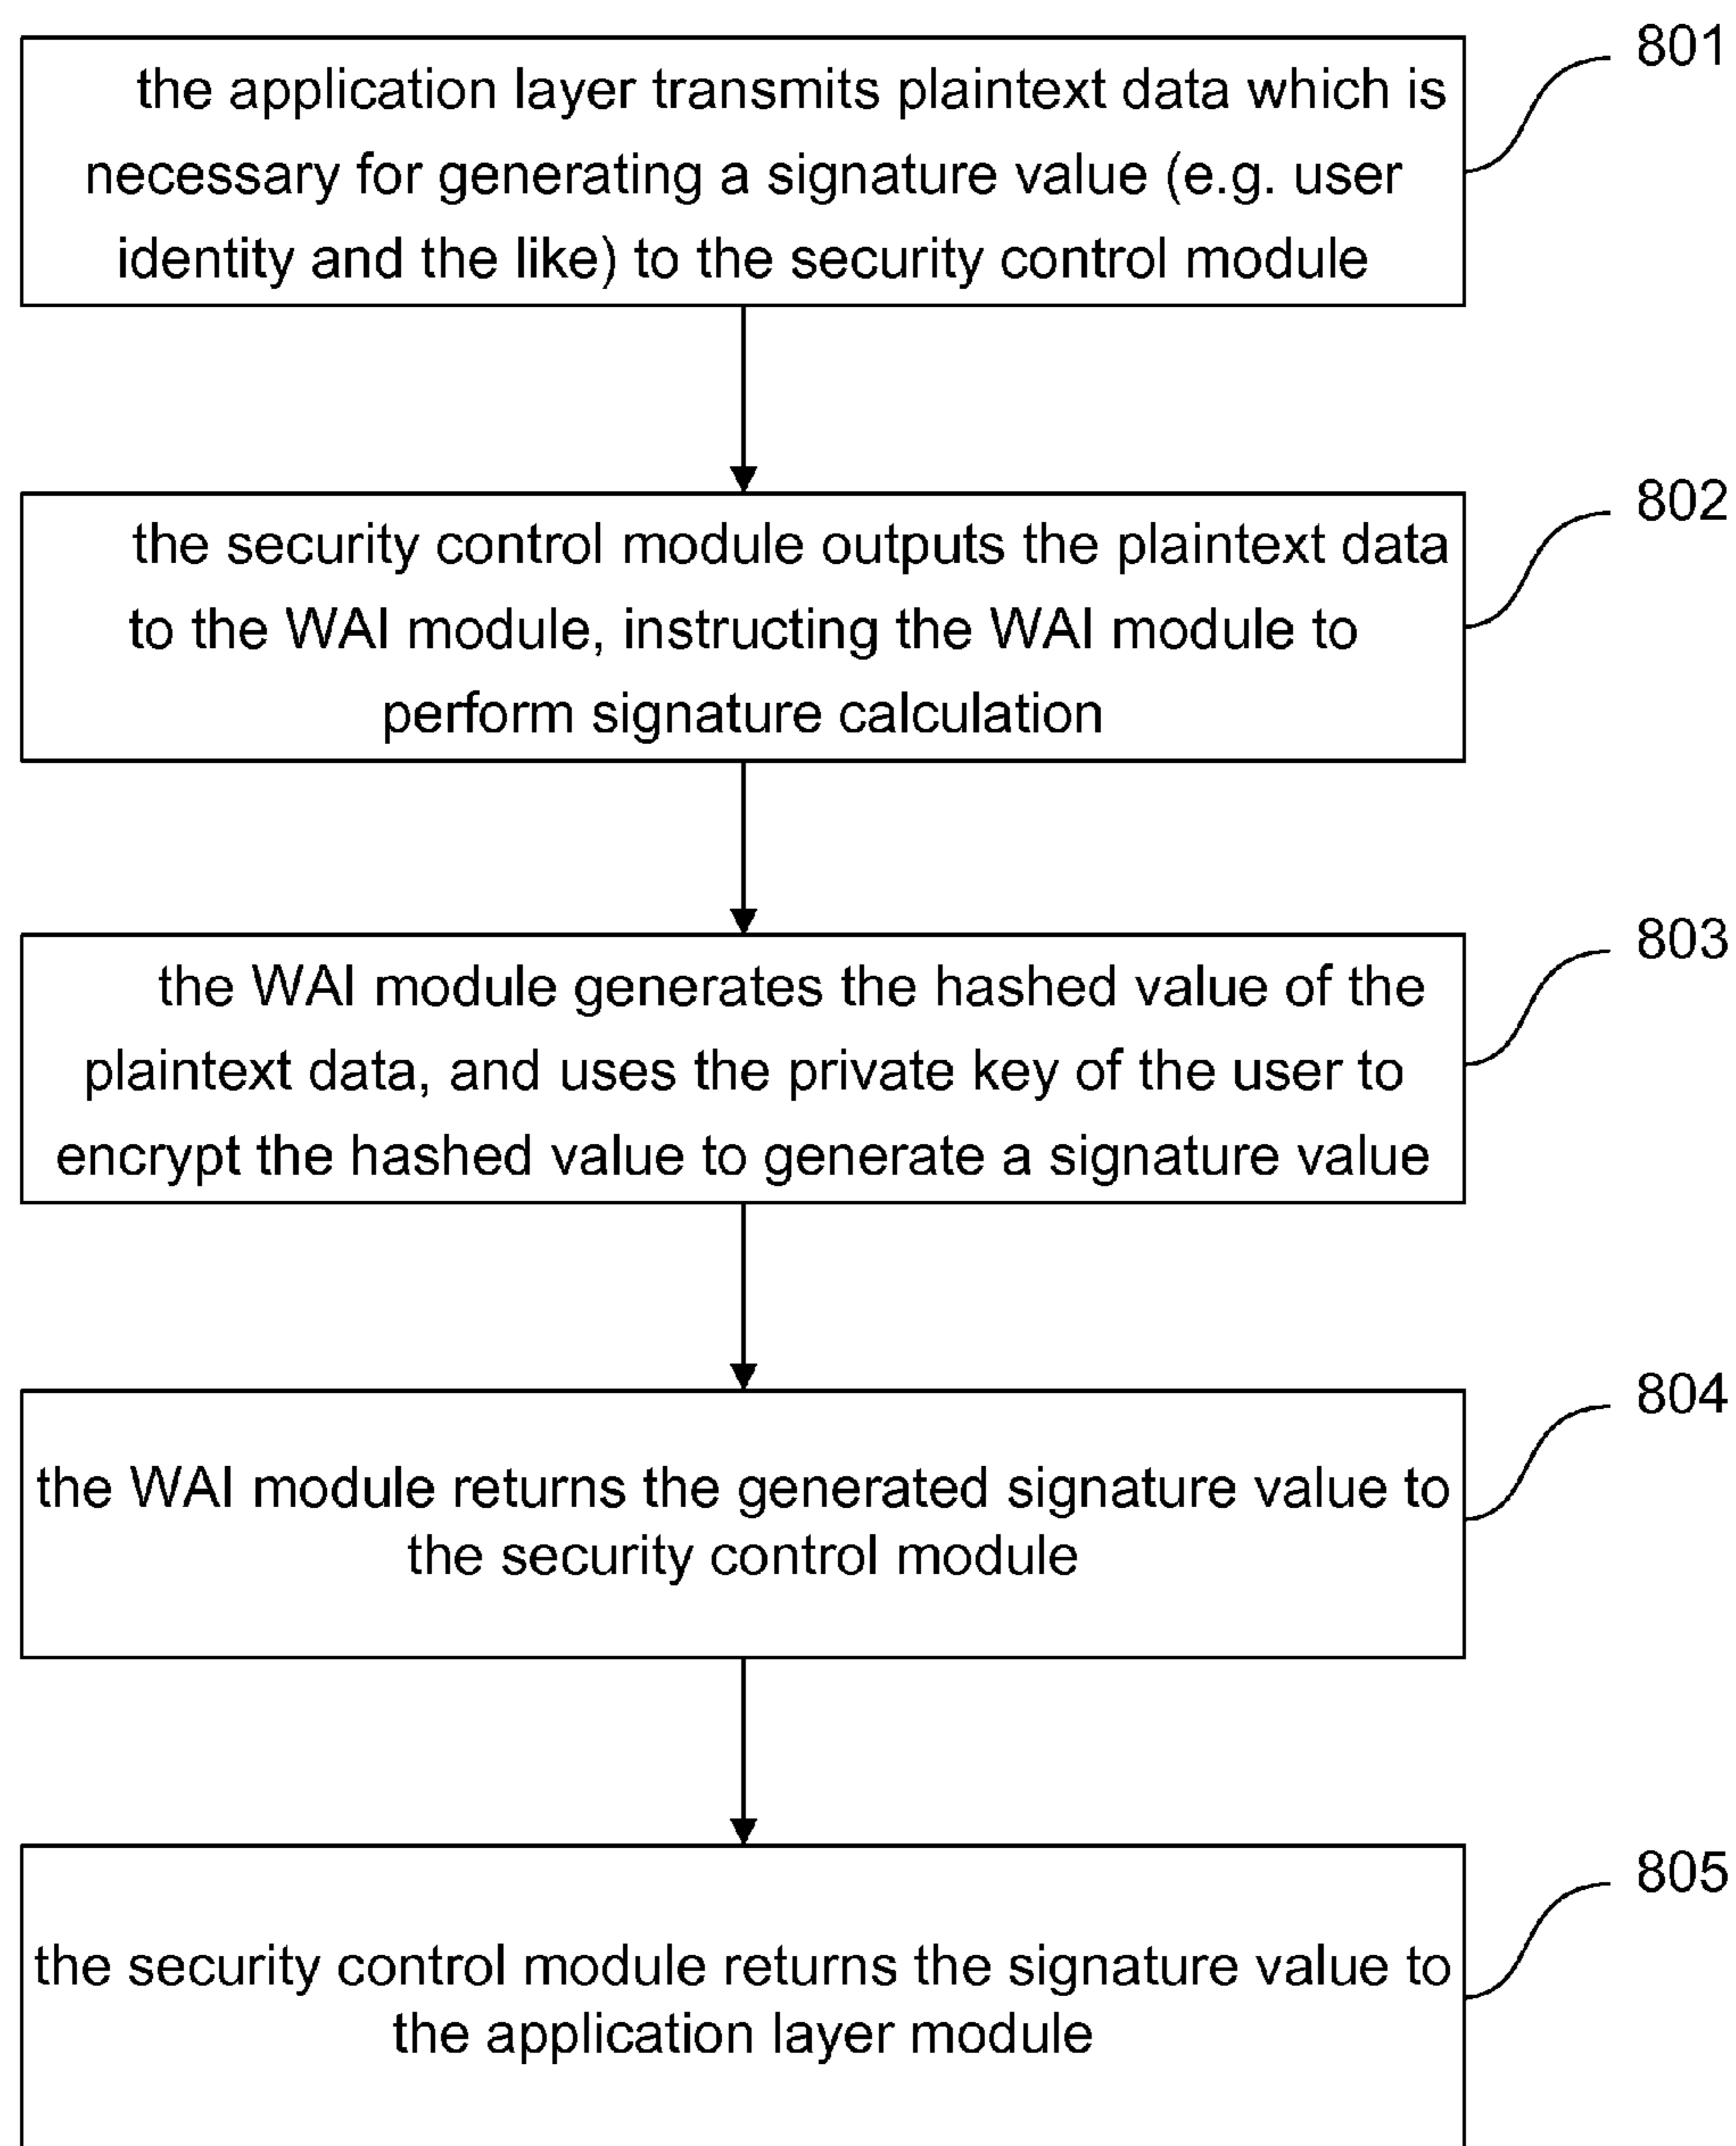 801
the application layer transmits plaintext data which is
necessary for generating a signature value (e.g. user
identity and the like) to the security control module
802
the security control module outputs the plaintext data
to the WAI module, instructing the WAI module to
perform signature calculation
803
the WAI module generates the hashed value of the
plaintext data, and uses the private key of the user to
encrypt the hashed value to generate a signature value
804
the WAI module returns the generated signature value to
the security control module
805
the security control module returns the signature value to
the application layer module